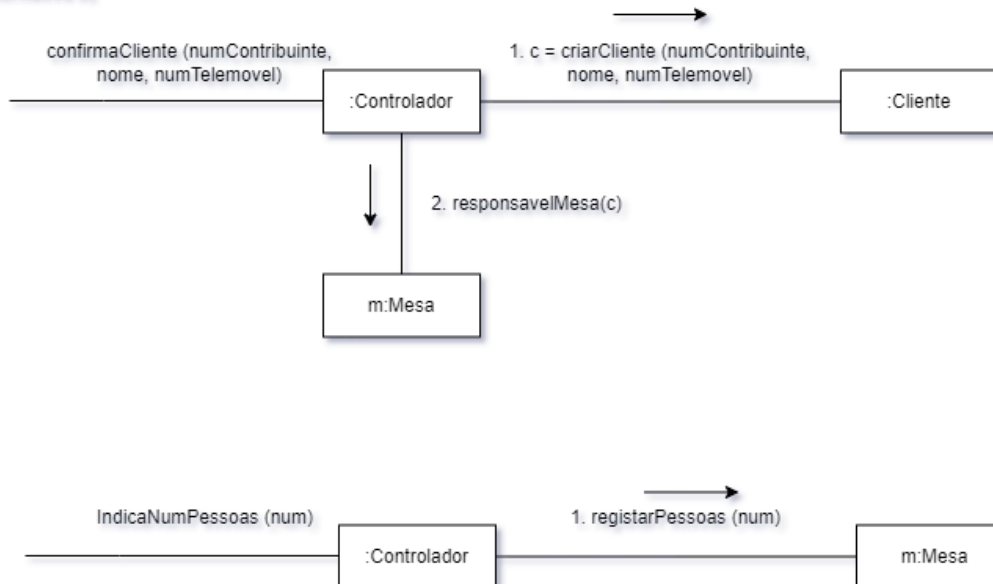 confirmaCliente (numContribuinte,
nome, numTelemovel)
1. c = criarCliente (numContribuinte,
nome, numTelemovel)
:Controlador
:Cliente
2. responsavelMesa(c)
m:Mesa
IndicaNumPessoas (num)
1. registarPessoas (num)
:Controlador
m:Mesa